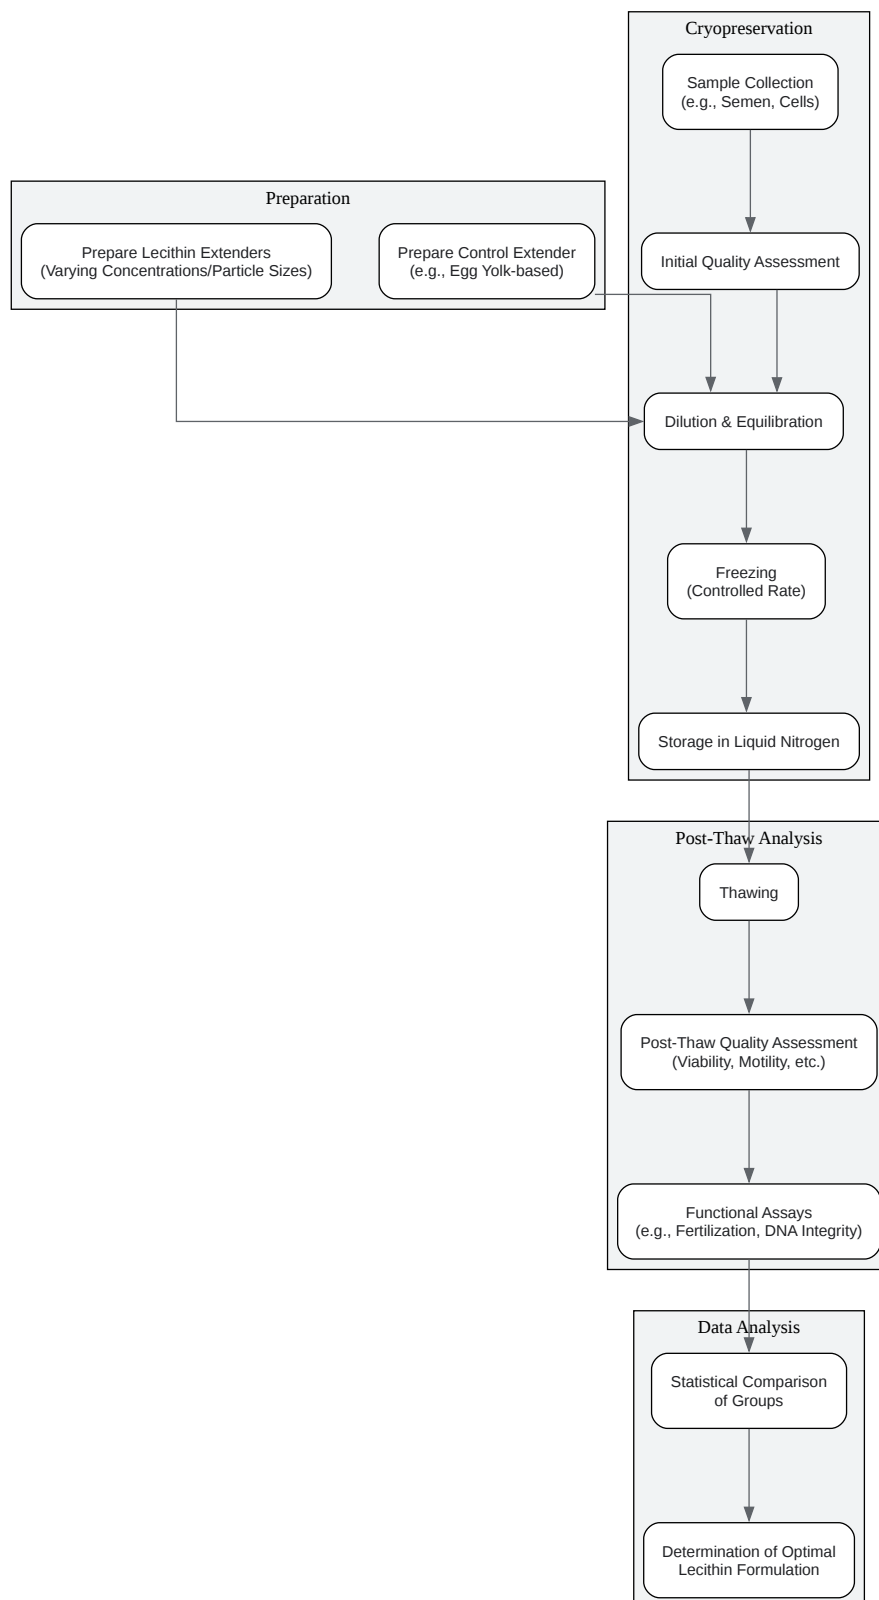 Cryopreservation
Sample Collection
(e.g., Semen, Cells)
Preparation
Prepare Lecithin Extenders
(Varying Concentrations/Particle Sizes)
Prepare Control Extender
(e.g., Egg Yolk-based)
Initial Quality Assessment
Dilution & Equilibration
Freezing
(Controlled Rate)
Storage in Liquid Nitrogen
Post-Thaw Analysis
Thawing
Post-Thaw Quality Assessment
(Viability, Motility, etc.)
Functional Assays
(e.g., Fertilization, DNA Integrity)
Data Analysis
Statistical Comparison
of Groups
Determination of Optimal
Lecithin Formulation